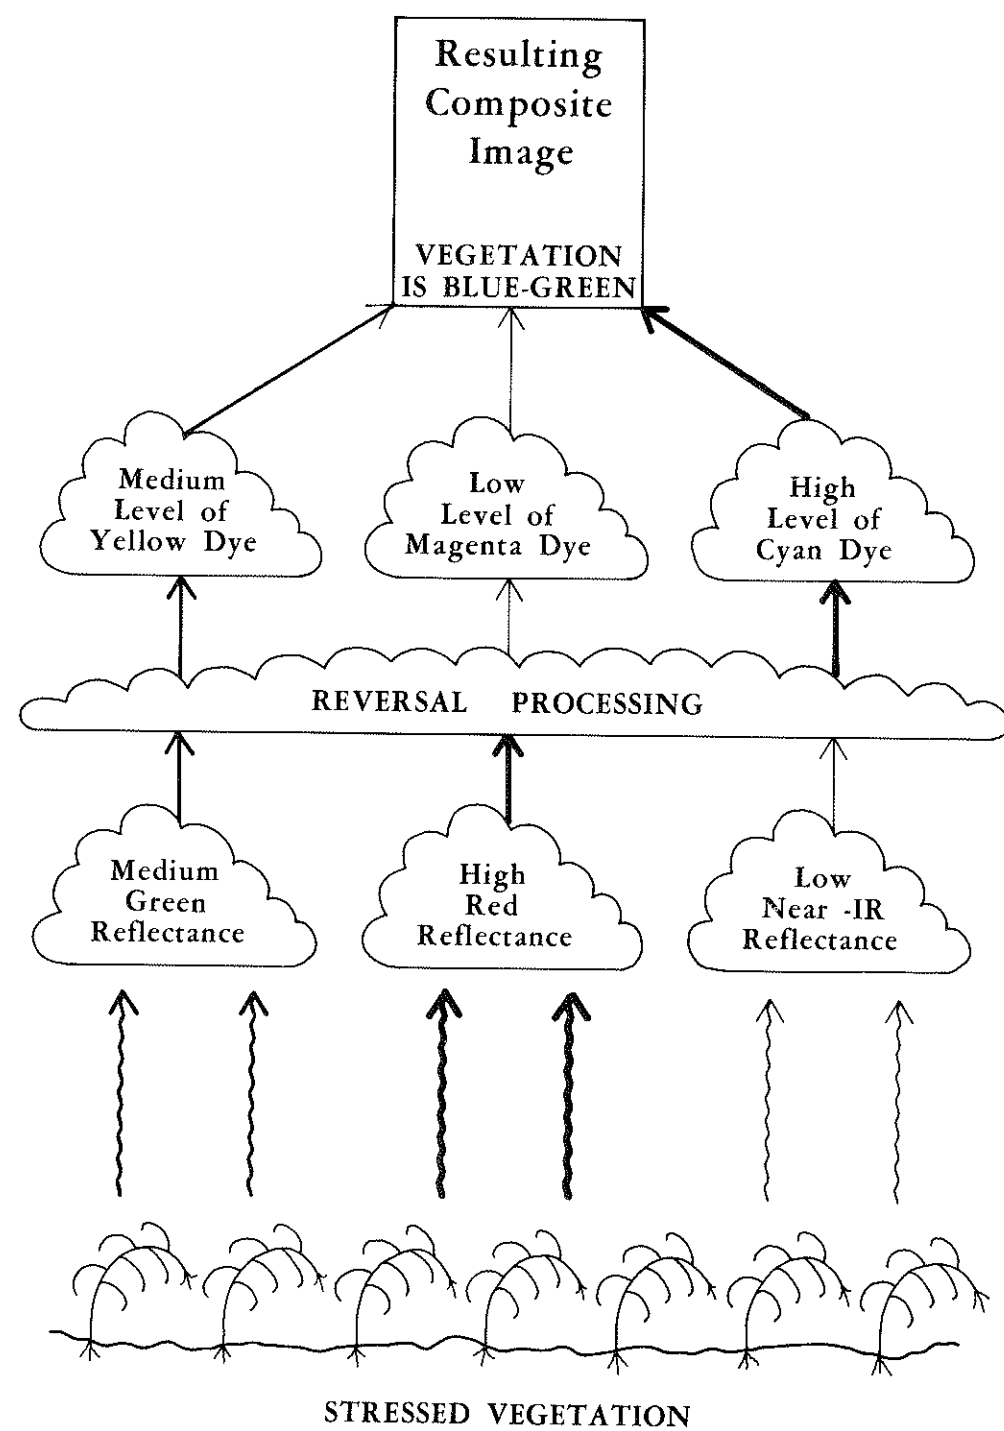 Resulting
Composite
Image
VEGETATION
IS BLUE-GREEN
Medium
Level of
Yellow Dye
Low
Level of
Magenta Dye
High
Level of
Cyan Dye
REVERSAL PROCESSING
Medium
Green
Reflectance
High
Red
Reflectance
Low
Near -IR
Reflectance
STRESSED VEGETATION